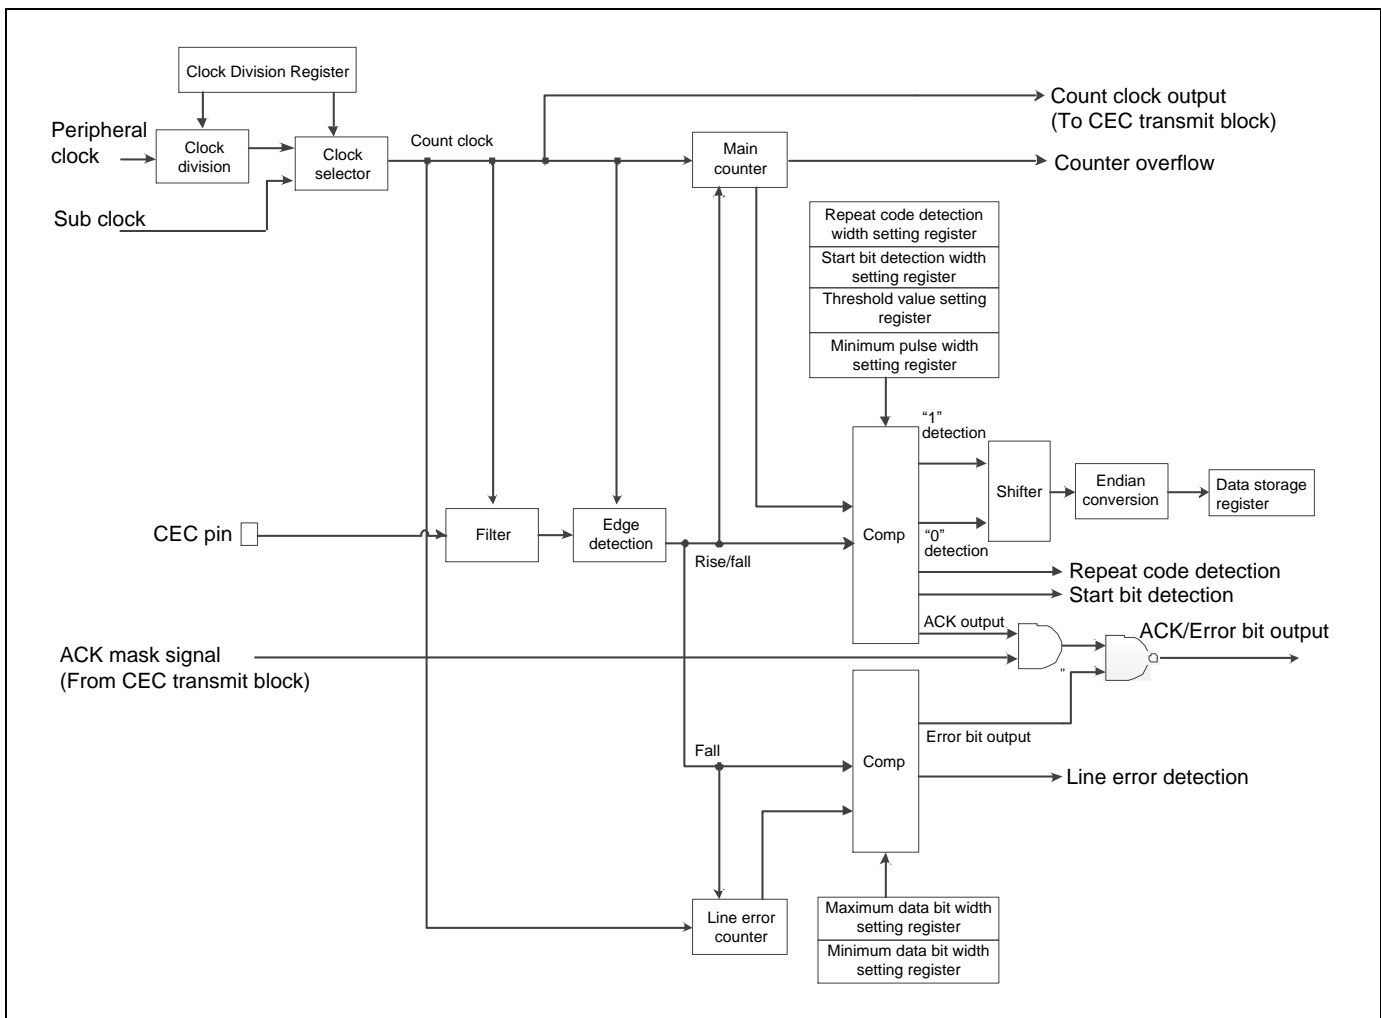 Clock Division Register
Peripheral
clock
Clock
division
Clock
selector
Sub clock
Count clock
Main
counter
Count clock output
(To CEC transmit block)
Counter overflow
Repeat code detection
width setting register
Start bit detection width
setting register
Threshold value setting
register
Minimum pulse width
setting register
CEC pin
Filter
Edge
detection
Rise/fall
Comp
“1”
detection
“0”
detection
Shifter
Endian
conversion
Data storage
register
Repeat code detection
Start bit detection
ACK output
ACK/Error bit output
ACK mask signal
(From CEC transmit block)
”
Fall
Comp
Error bit output
Line error detection
Line error
counter
Maximum data bit width
setting register
Minimum data bit width
setting register